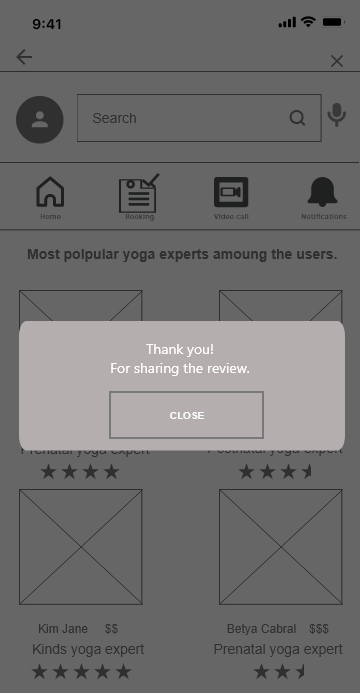 9:41
Search
Home Booking Video call Notifications
Most polpular yoga experts amoung the users.
Thank you!
For sharing the review.
CLOSE
Prenatal yoga expert Postnatal yoga expert
Kim Jane $$ Betya Cabral $$$
Kinds yoga expert Prenatal yoga expert